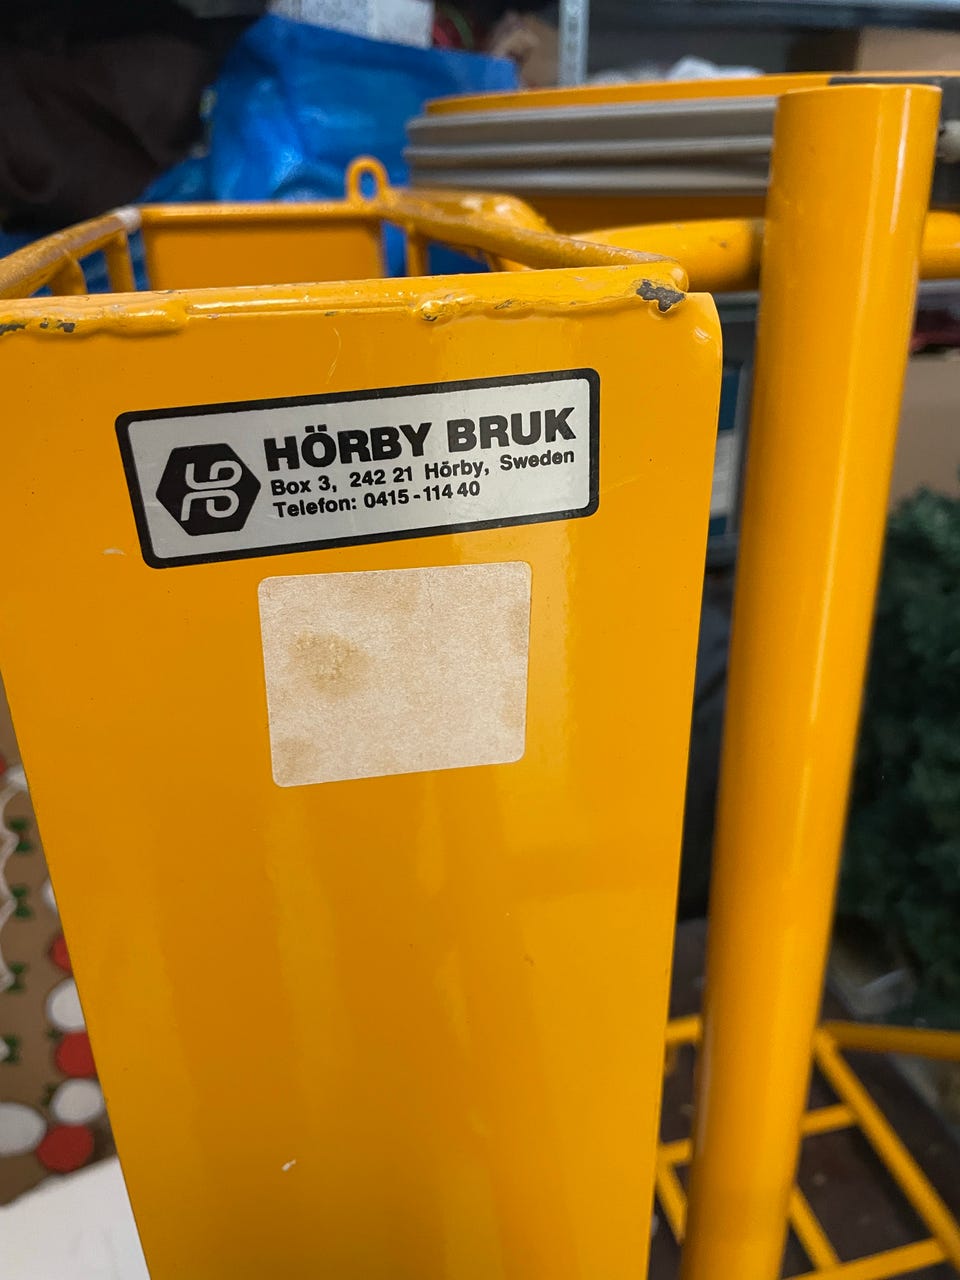 HÖRBY BRUK
Box 3, 242 21 Hörby, Sweden
Telefon: 0415-114 40